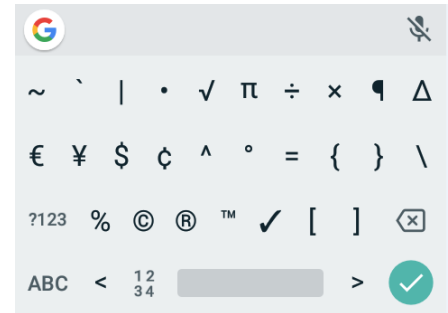 G
~ ` | • √ π ÷ × ¶ Δ
€ ¥ $ ¢ ^ ° = { } \
?123 % © ® ™ ✓ [ ]
ABC < 12 34 >